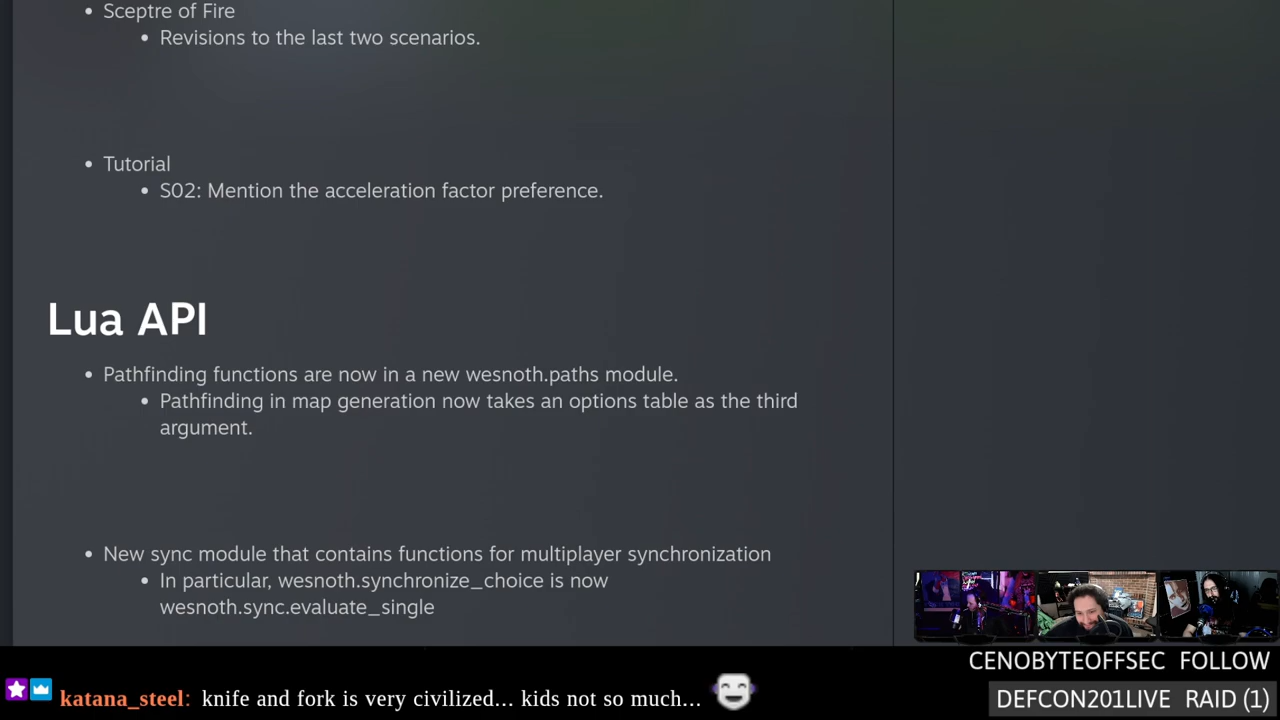 Sceptre of Fire
Revisions to the last two scenarios.
Tutorial
S02: Mention the acceleration factor preference.
Lua API
Pathfinding functions are now in a new wesnoth.paths module.
Pathfinding in map generation now takes an options table as the third
argument.
New sync module that contains functions for multiplayer synchronization
In particular, wesnoth.synchronize_choice is now
wesnoth.sync.evaluate_single
CENOBYTEOFFSEC FOLLOW
katana_steel: knife and fork is very civilized... kids not so much...
DEFCON201LIVE RAID (1)